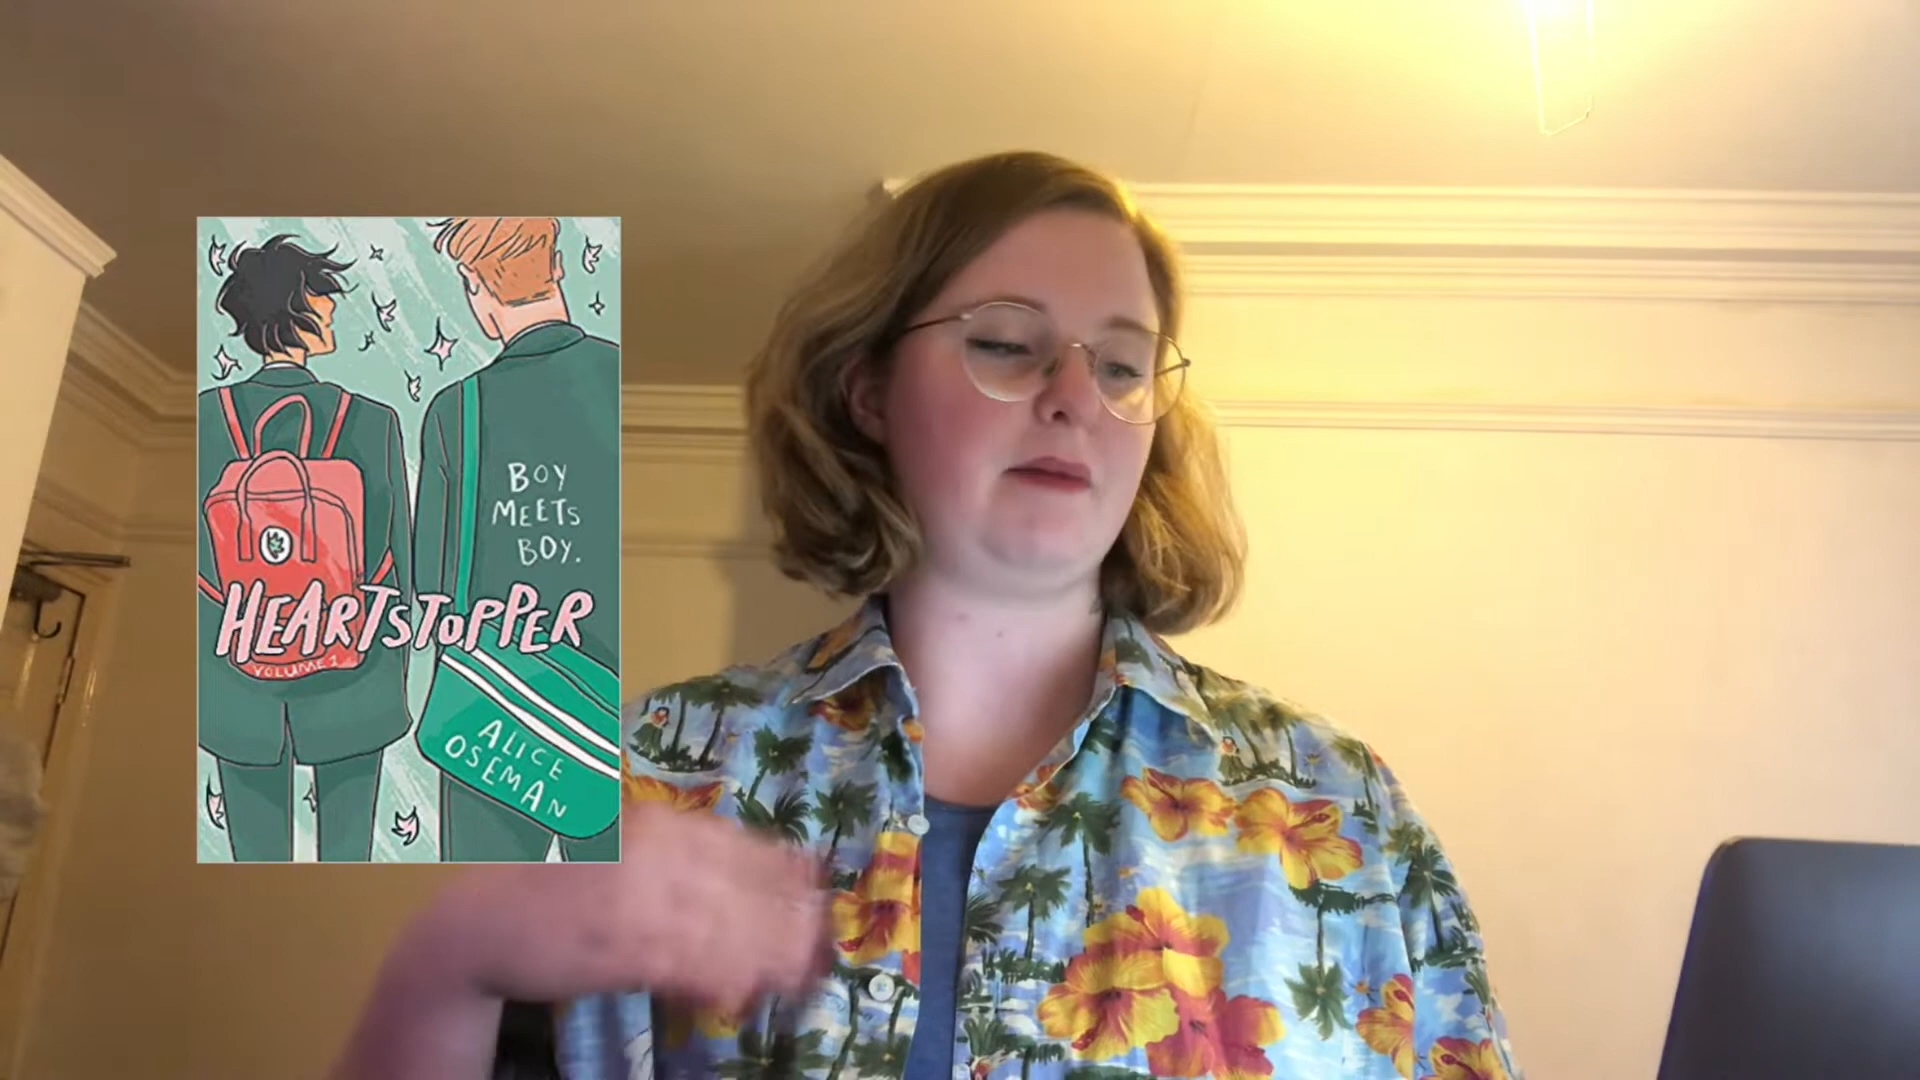 BOY
MEETS
BOY.
HEARTSTOPPER
VOLUME 1
ALICE
OSEMAN